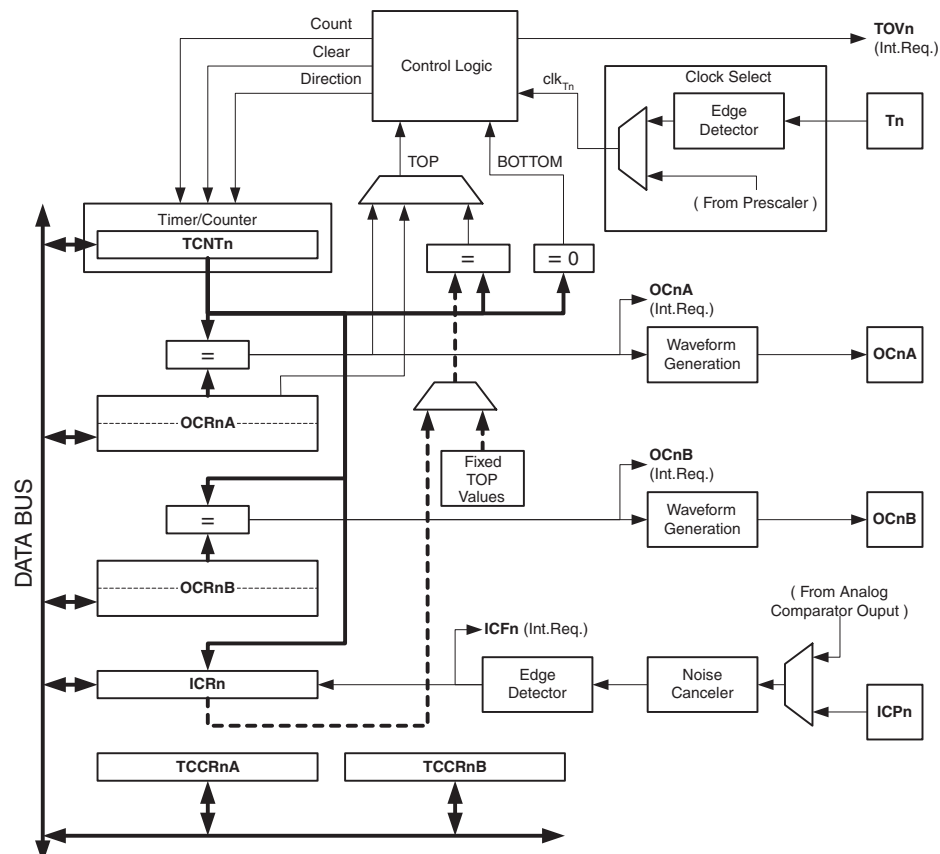 Count
Clear
Direction
Control Logic
TOVn
(Int.Req.)
clkTn
Clock Select
Edge
Detector
Tn
( From Prescaler )
TOP
BOTTOM
Timer/Counter
TCNTn
=
= 0
=
OCnA
(Int.Req.)
Waveform
Generation
OCnA
OCRnA
Fixed
TOP
Values
OCnB
(Int.Req.)
=
Waveform
Generation
OCnB
DATA BUS
OCRnB
( From Analog
Comparator Ouput )
ICFn (Int.Req.)
ICRn
Edge
Detector
Noise
Canceler
ICPn
TCCRnA
TCCRnB